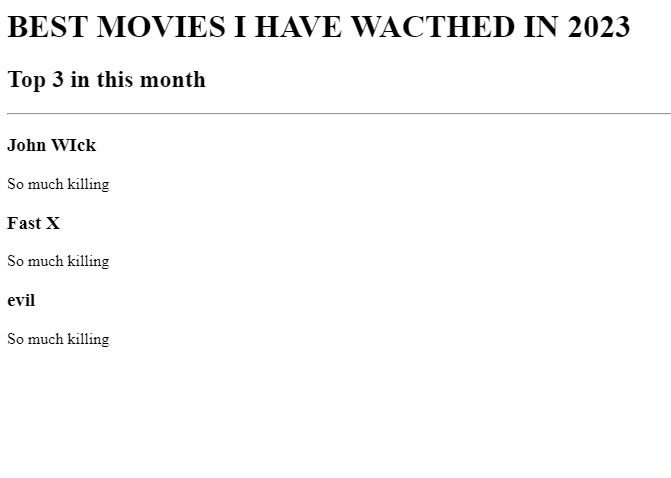 BEST MOVIES I HAVE WACTHED IN 2023
Top 3 in this month
John WIck
So much killing
Fast X
So much killing
evil
So much killing